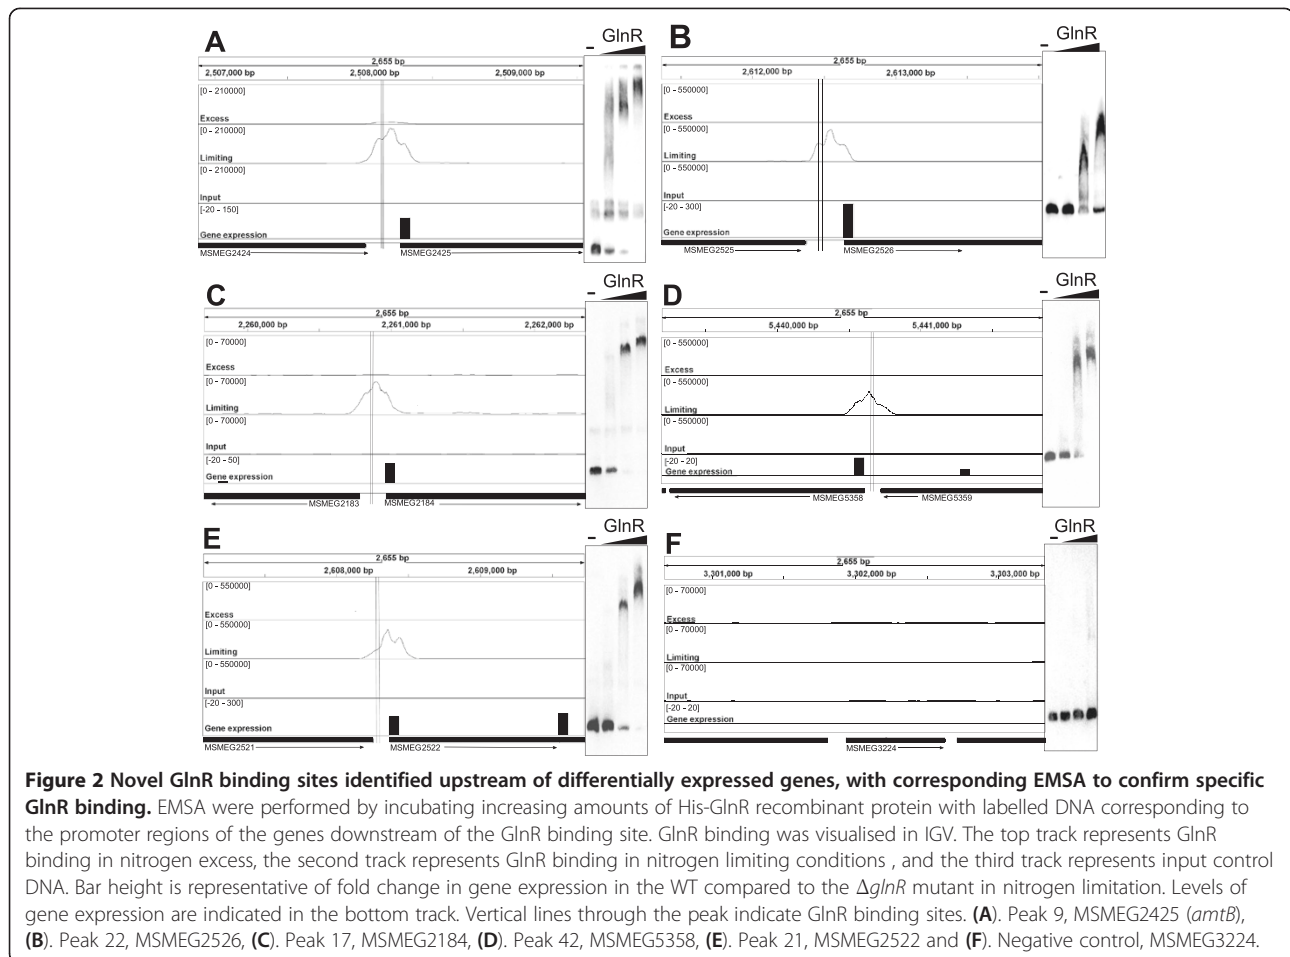 A
GlnR
–
2,655 bp
2,507,000 bp 2,508,000 bp 2,509,000 bp
[0 - 210000]
Excess
[0 - 210000]
Limiting
[0 - 210000]
Input
[-20 - 150]
Gene expression
MSMEG2424 MSMEG2425
B
GlnR
–
2,655 bp
2,612,000 bp 2,613,000 bp
[0 - 550000]
Excess
[0 - 550000]
Limiting
[0 - 550000]
Input
[-20 - 300]
Gene expression
MSMEG2525 MSMEG2526
C
GlnR
–
2,655 bp
2,260,000 bp 2,261,000 bp 2,262,000 bp
[0 - 70000]
Excess
[0 - 70000]
Limiting
[0 - 70000]
Input
[-20 - 50]
Gene expression
MSMEG2183 MSMEG2184
D
GlnR
–
2,655 bp
5,440,000 bp 5,441,000 bp
[0 - 550000]
Excess
[0 - 550000]
Limiting
[0 - 550000]
Input
[-20 - 20]
Gene expression
MSMEG5358 MSMEG5359
E
GlnR
–
2,655 bp
2,608,000 bp 2,609,000 bp
[0 - 550000]
Excess
[0 - 550000]
Limiting
[0 - 550000]
Input
[-20 - 300]
Gene expression
MSMEG2521 MSMEG2522
F
GlnR
–
2,655 bp
3,301,000 bp 3,302,000 bp 3,303,000 bp
[0 - 70000]
Excess
[0 - 70000]
Limiting
[0 - 70000]
Input
[-20 - 20]
Gene expression
MSMEG3224
Figure 2 Novel GlnR binding sites identified upstream of differentially expressed genes, with corresponding EMSA to confirm specific
GlnR binding. EMSA were performed by incubating increasing amounts of His-GlnR recombinant protein with labelled DNA corresponding to
the promoter regions of the genes downstream of the GlnR binding site. GlnR binding was visualised in IGV. The top track represents GlnR
binding in nitrogen excess, the second track represents GlnR binding in nitrogen limiting conditions , and the third track represents input control
DNA. Bar height is representative of fold change in gene expression in the WT compared to the ΔglnR mutant in nitrogen limitation. Levels of
gene expression are indicated in the bottom track. Vertical lines through the peak indicate GlnR binding sites. (A). Peak 9, MSMEG2425 (amtB),
(B). Peak 22, MSMEG2526, (C). Peak 17, MSMEG2184, (D). Peak 42, MSMEG5358, (E). Peak 21, MSMEG2522 and (F). Negative control, MSMEG3224.